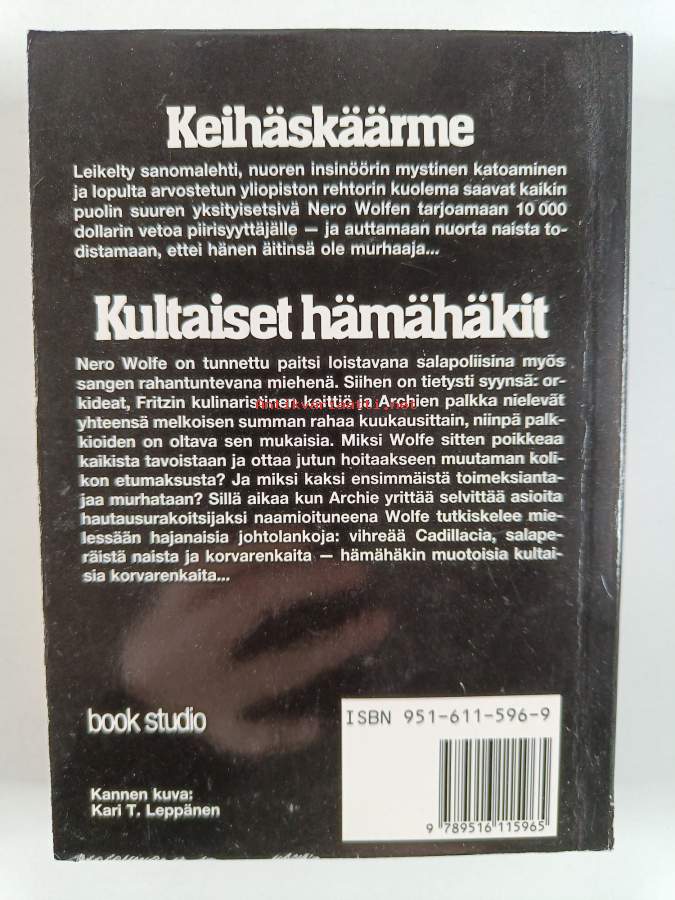 Keihäskäärme
Leikelty sanomalehti, nuoren insinöörin mystinen katoaminen
ja lopulta arvostetun yliopiston rehtorin kuolema saavat kaikin
puolin suuren yksityisetsivä Nero Wolfen tarjoamaan 10 000
dollarin vetoa piirisyyttäjälle — ja auttamaan nuorta naista to-
distamaan, ettei hänen äitinsä ole murhaaja...
Kultaiset hämähäkit
Nero Wolfe on tunnettu paitsi loistavana salapoliisina myös
sangen rahantuntevana miehenä. Siihen on tietysti syynsä: or-
kideat, Fritzin kulinaristinen keittiö ja Archien palkka nielevät
antikvariaatti.net
yhteensä melkoisen summan rahaa kuukausittain, niinpä palk-
kioiden on oltava sen mukaisia. Miksi Wolfe sitten poikkeaa
kaikista tavoistaan ja ottaa jutun hoitaakseen muutaman koli-
kon etumaksusta? Ja miksi kaksi ensimmäistä toimeksianta-
jaa murhataan? Sillä aikaa kun Archie yrittää selvittää asioita
hautausurakoitsijaksi naamioituneena Wolfe tutkiskelee mie-
lessään hajanaisia johtolankoja: vihreää Cadillacia, salape-
räistä naista ja korvarenkaita — hämähäkin muotoisia kultai-
sia korvarenkaita...
book studio
ISBN 951-611-596-9
Kannen kuva:
Kari T. Leppänen
9 789516 115965